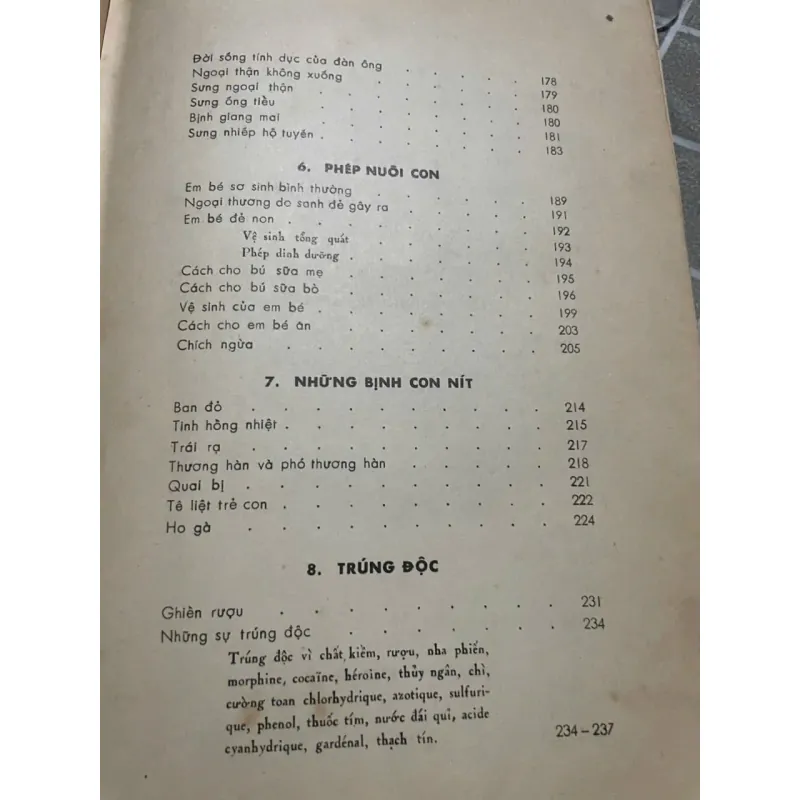 Đời sống tính dục của đàn ông . . . . . 178
Ngoại thận không xuống . . . . . 179
Sưng ngoại thận . . . . . . 180
Sưng ống tiểu . . . . . . 180
Bịnh giang mai . . . . . . 181
Sưng nhiếp hộ tuyến . . . . . . 183
6. PHÉP NUÔI CON
Em bé sơ sinh bình thường . . . . . . 189
Ngoại thương do sanh đẻ gây ra . . . . . 191
Em bé đẻ non . . . . . . . 192
Vệ sinh tổng quát . . . . . . 193
Phép dinh dưỡng . . . . . . 194
Cách cho bú sữa mẹ . . . . . . 195
Cách cho bú sữa bò . . . . . . 196
Vệ sinh của em bé . . . . . . . 199
Cách cho em bé ăn . . . . . . . 203
Chích ngừa . . . . . . . . 205
7. NHỮNG BỊNH CON NÍT
Ban đỏ . . . . . . . . . 214
Tinh hồng nhiệt . . . . . . . . 215
Trái rạ . . . . . . . . . 217
Thương hàn và phó thương hàn . . . . . 218
Quai bị . . . . . . . . . 221
Tê liệt trẻ con . . . . . . . . 222
Ho gà . . . . . . . . . 224
8. TRÚNG ĐỘC
Ghiền rượu . . . . . . . . 231
Những sự trúng độc . . . . . . 234
Trúng độc vì chất kiềm, rượu, nha phiến,
morphine, cocaïne, héroine, thủy ngân, chì,
cường toan chlorhydrique, azotique, sulfuri-
que, phenol, thuốc tím, nước đái quỉ, acide
cyanhydrique, gardénal, thạch tín. 234-237